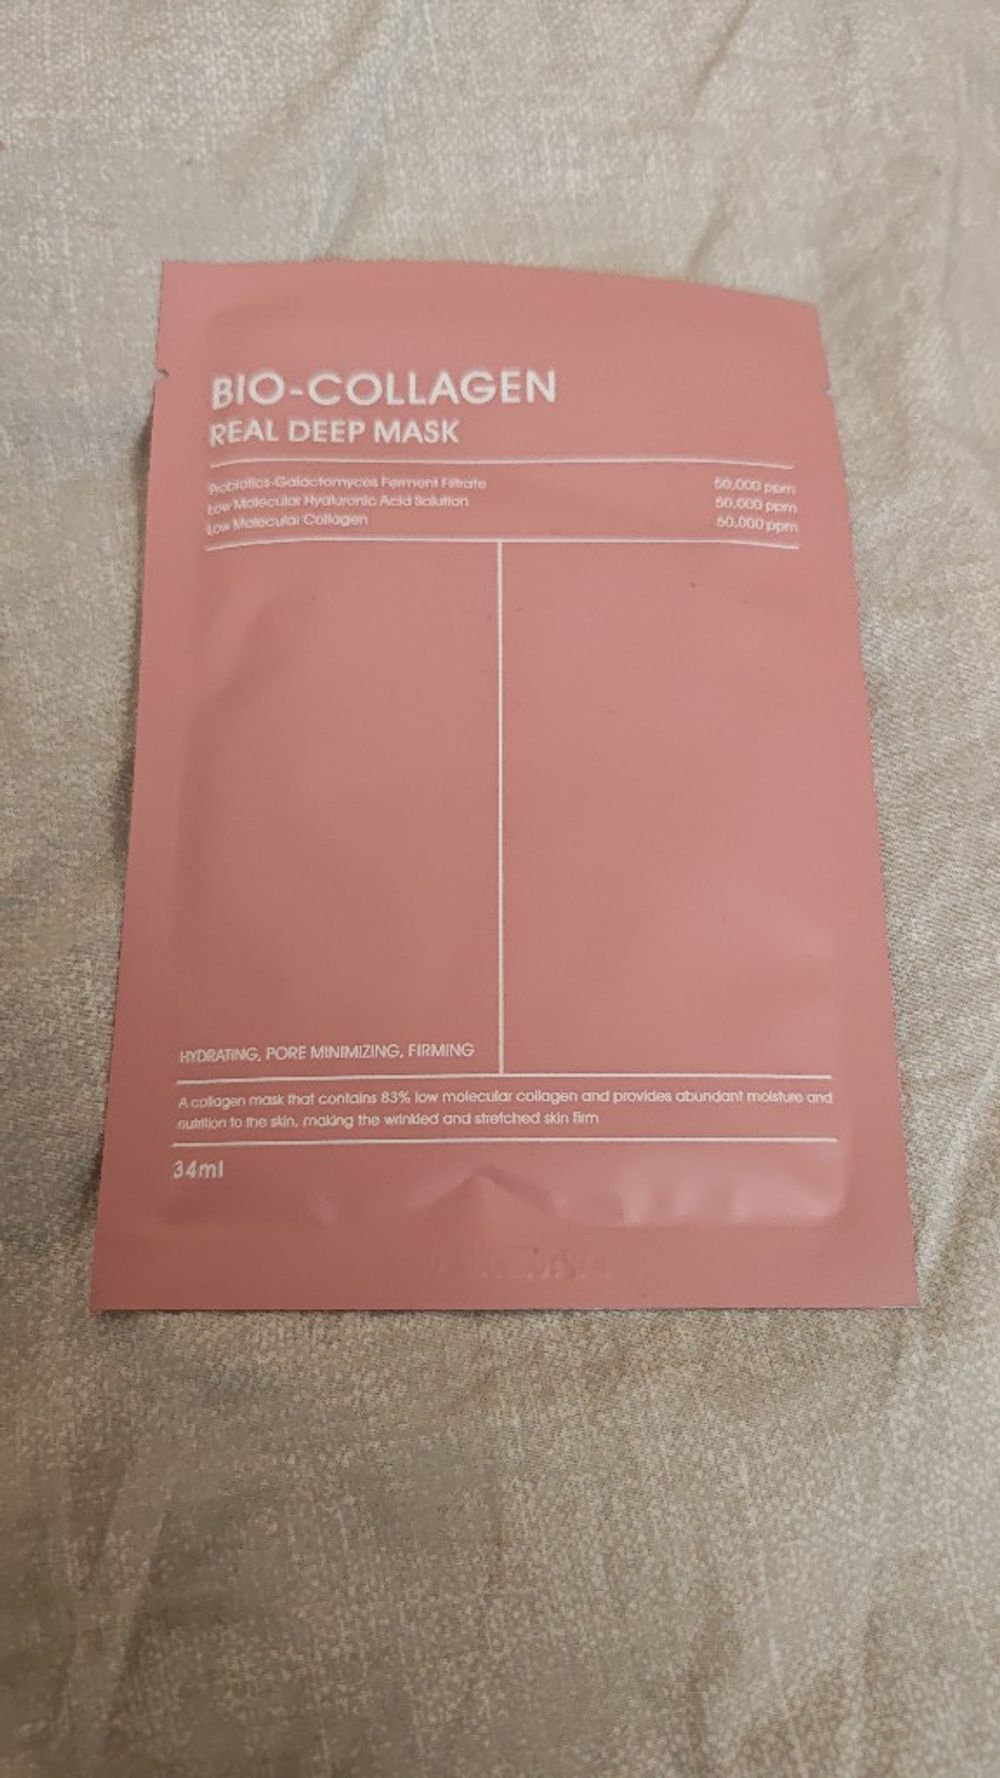 BIO-COLLAGEN
REAL DEEP MASK
Probiotics-Galactomyces Ferment Filtrate 50,000 ppm
Low Molecular Hyaluronic Acid Solution 50,000 ppm
Low Molecular Collagen 50,000 ppm
HYDRATING, PORE MINIMIZING, FIRMING
A collagen mask that contains 83% low molecular collagen and provides abundant moisture and
nutrition to the skin, making the wrinkled and stretched skin firm
34ml